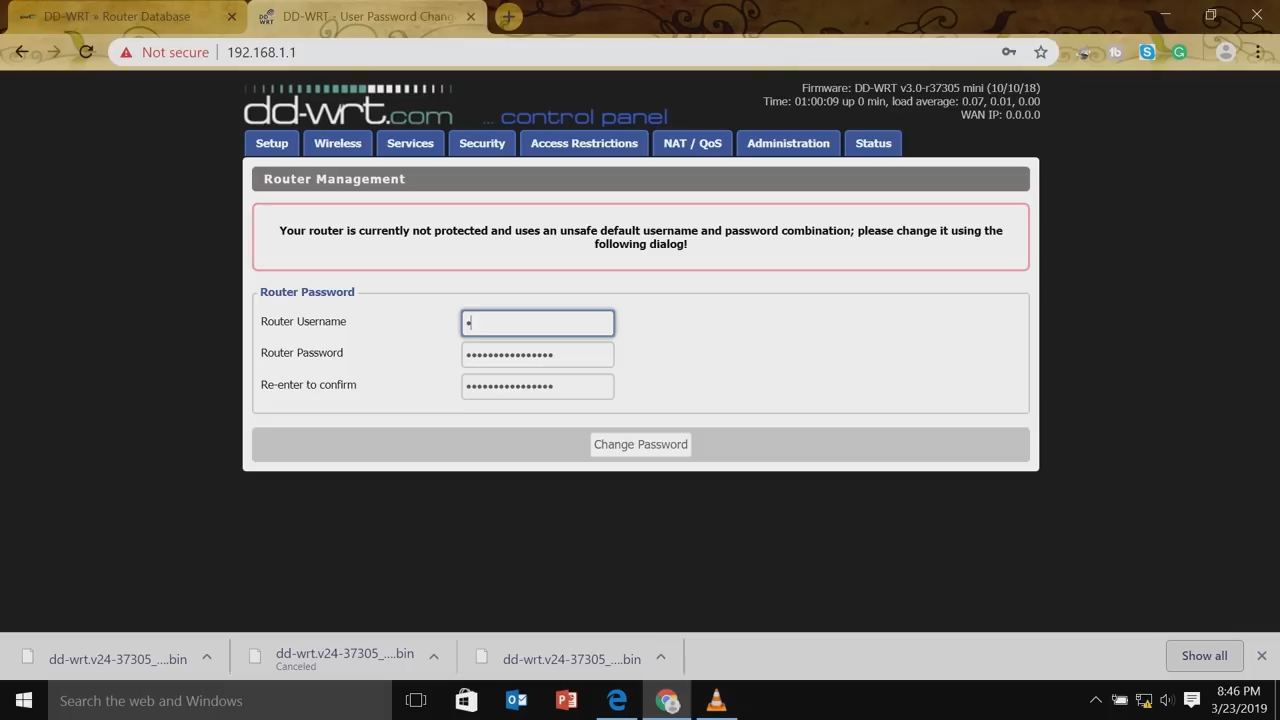 DD-WRT » Router Database
DD-WRT - User Password Chang
Not secure
192.168.1.1
dd-wrt.com
... control panel
Firmware: DD-WRT v3.0-r37305 mini (10/10/18)
Time: 01:00:09 up 0 min, load average: 0.07, 0.01, 0.00
WAN IP: 0.0.0.0
Setup
Wireless
Services
Security
Access Restrictions
NAT / QoS
Administration
Status
Router Management
Your router is currently not protected and uses an unsafe default username and password combination; please change it using the
following dialog!
Router Password
Router Username
Router Password
Re-enter to confirm
Change Password
dd-wrt.v24-37305_....bin
dd-wrt.v24-37305_....bin
Canceled
dd-wrt.v24-37305_....bin
Show all
Search the web and Windows
8:46 PM
3/23/2019